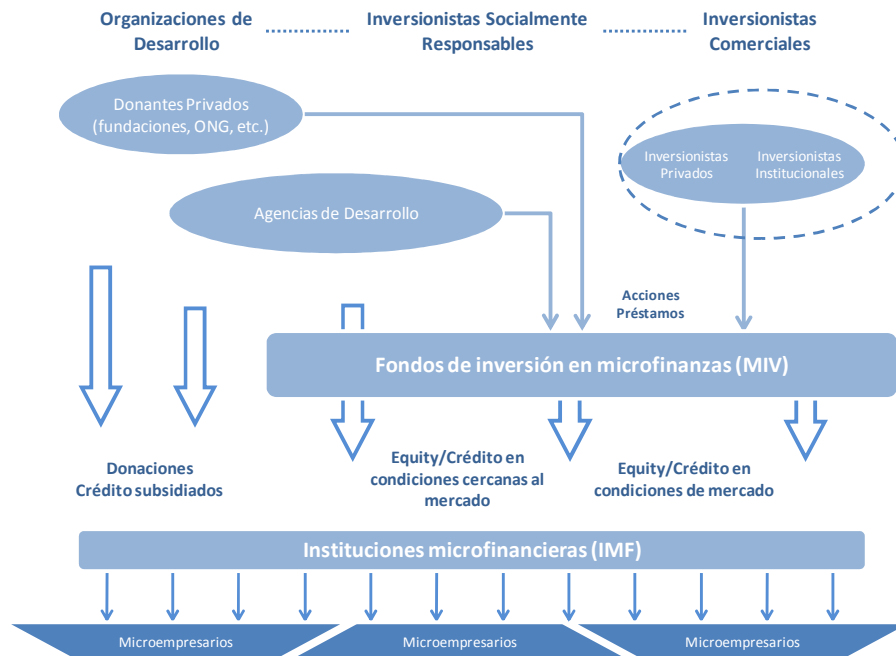 Organizaciones de
Desarrollo
Inversionistas Socialmente
Responsables
Inversionistas
Comerciales
Donantes Privados
(fundaciones, ONG, etc.)
Inversionistas
Privados
Inversionistas
Institucionales
Agencias de Desarrollo
Acciones
Préstamos
Fondos de inversión en microfinanzas (MIV)
Donaciones
Crédito subsidiados
Equity/Crédito en
condiciones cercanas al
mercado
Equity/Crédito en
condiciones de mercado
Instituciones microfinancieras (IMF)
Microempresarios
Microempresarios
Microempresarios